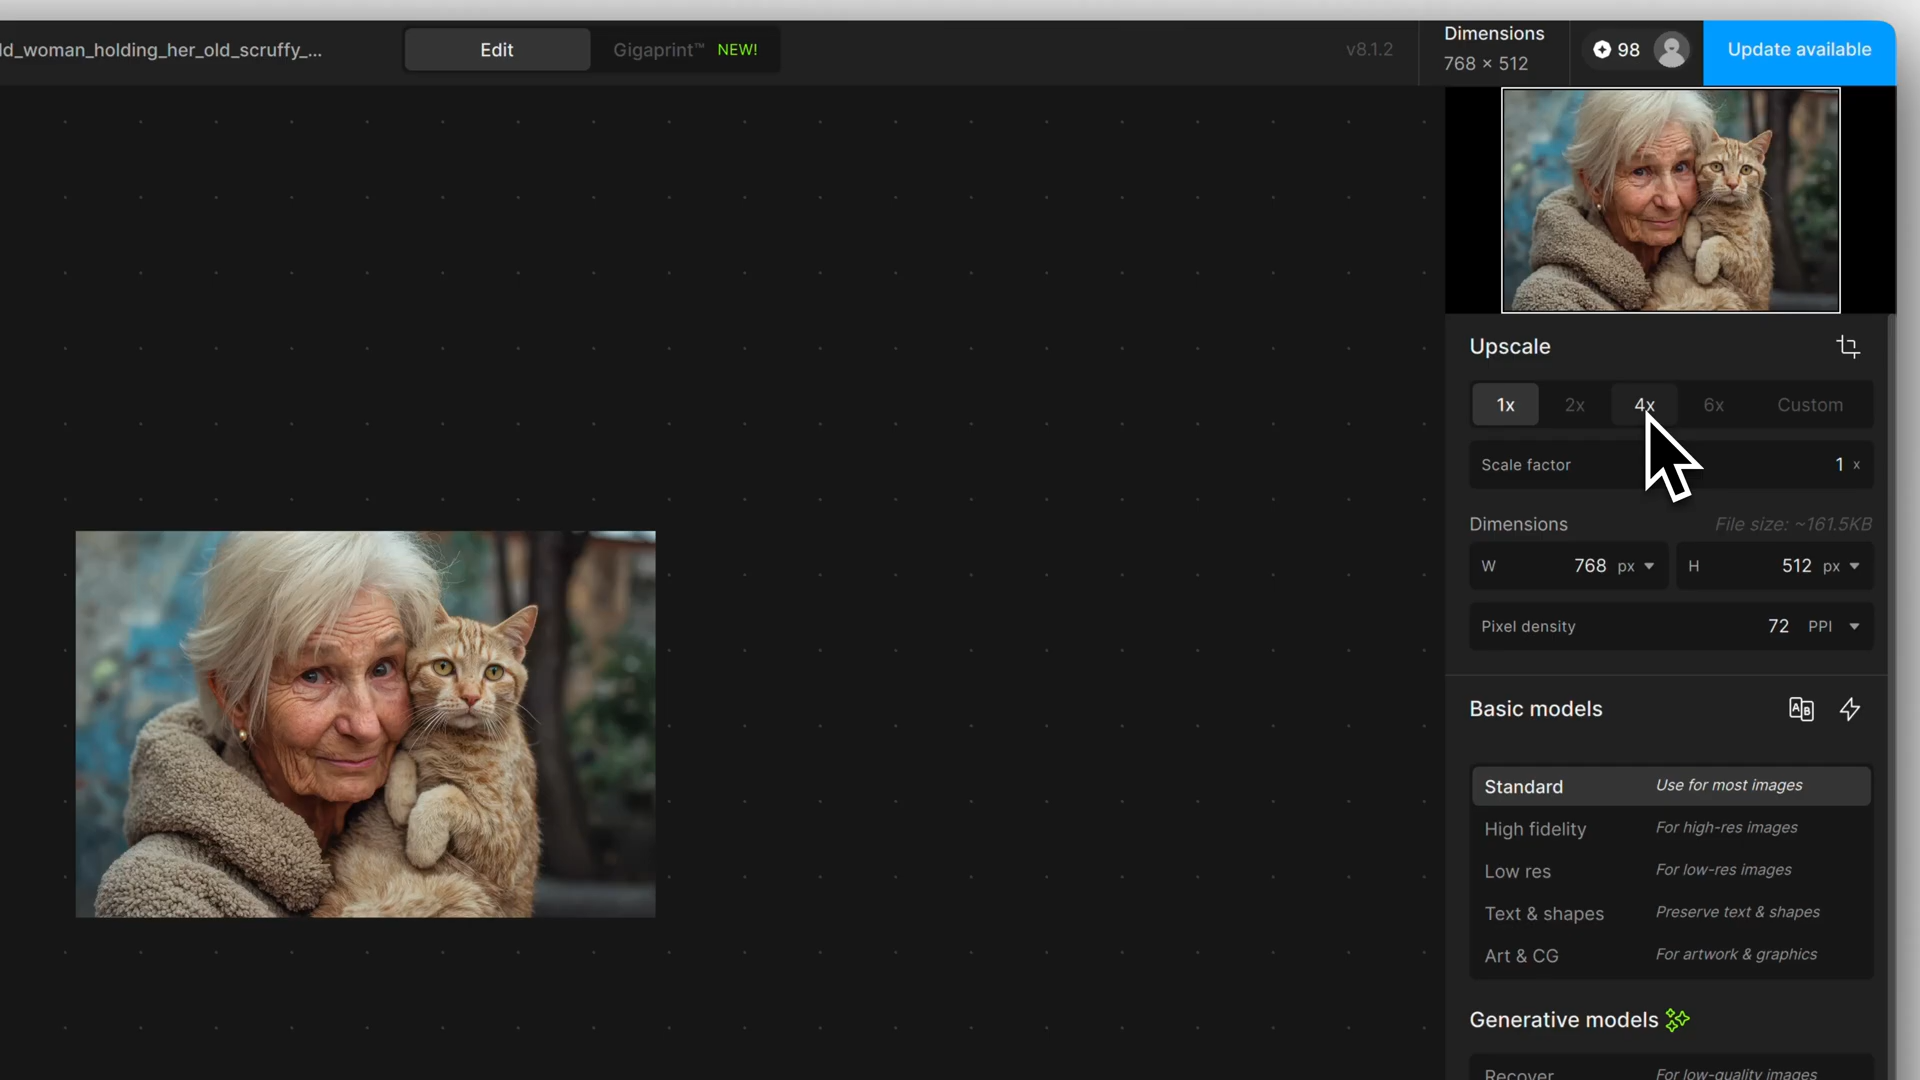 ld_woman_holding_her_old_scruffy_...
Edit
Gigaprint™ NEW!
v8.1.2
Dimensions
768 × 512
98
Update available
Upscale
1x 2x 4x 6x Custom
Scale factor 1 x
Dimensions File size: ~161.5KB
W 768 px H 512 px
Pixel density 72 PPI
Basic models
Standard Use for most images
High fidelity For high-res images
Low res For low-res images
Text & shapes Preserve text & shapes
Art & CG For artwork & graphics
Generative models
Recover For low-quality images